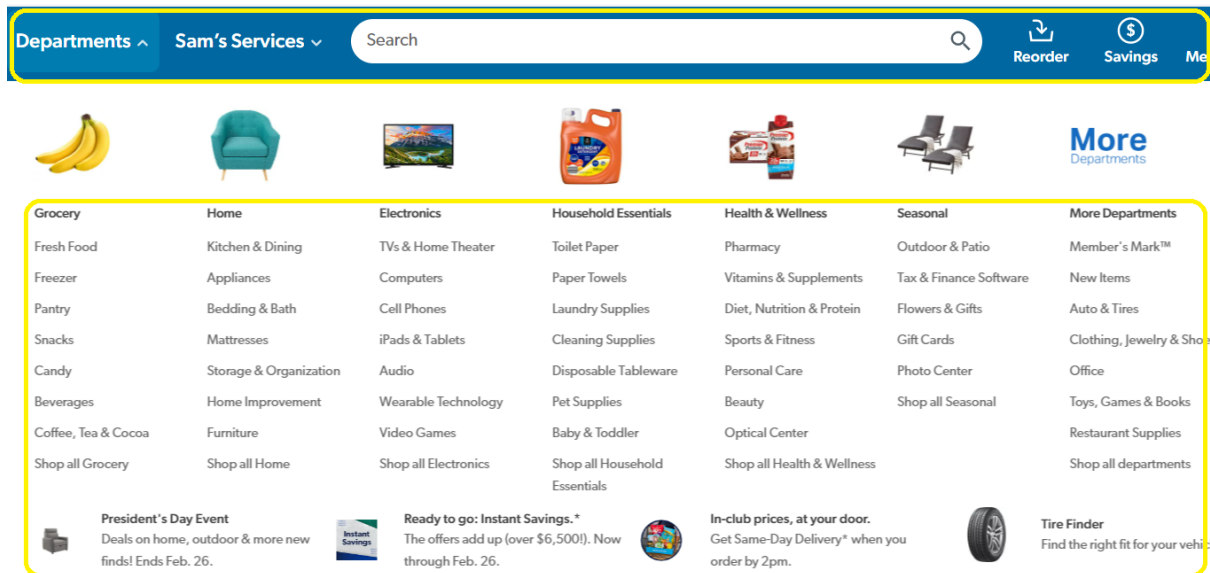 Departments
Sam's Services
Search
Reorder
Savings
Me
More
Departments
Grocery
Fresh Food
Freezer
Pantry
Snacks
Candy
Beverages
Coffee, Tea & Cocoa
Shop all Grocery
Home
Kitchen & Dining
Appliances
Bedding & Bath
Mattresses
Storage & Organization
Home Improvement
Furniture
Shop all Home
Electronics
TVs & Home Theater
Computers
Cell Phones
iPads & Tablets
Audio
Wearable Technology
Video Games
Shop all Electronics
LAUNDRY
Household Essentials
Toilet Paper
Paper Towels
Laundry Supplies
Cleaning Supplies
Disposable Tableware
Pet Supplies
Baby & Toddler
Shop all Household
Essentials
Health & Wellness
Pharmacy
Vitamins & Supplements
Diet, Nutrition & Protein
Sports & Fitness
Personal Care
Beauty
Optical Center
Shop all Health & Wellness
Seasonal
Outdoor & Patio
Tax & Finance Software
Flowers & Gifts
Gift Cards
Photo Center
Shop all Seasonal
More Departments
Member's Mark™
New Items
Auto & Tires
Clothing, Jewelry & Shoe
Office
Toys, Games & Books
Restaurant Supplies
Shop all departments
President's Day Event
Deals on home, outdoor & more new
finds! Ends Feb. 26.
Instant
Savings
Ready to go: Instant Savings.*
The offers add up (over $6,500!). Now
through Feb. 26.
In-club prices, at your door.
Get Same-Day Delivery* when you
order by 2pm.
Tire Finder
Find the right fit for your vehic